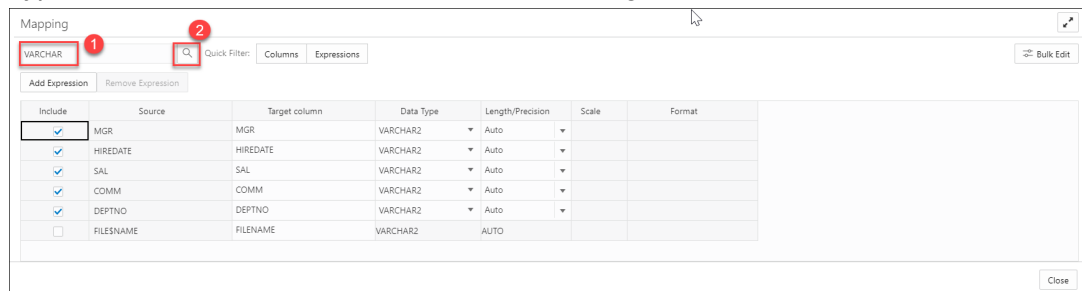 Mapping
2
VARCHAR 1 Quick Filter: Columns Expressions Bulk Edit
Add Expression Remove Expression
Include Source Target column Data Type Length/Precision Scale Format
MGR MGR VARCHAR2 Auto
HIREDATE HIREDATE VARCHAR2 Auto
SAL SAL VARCHAR2 Auto
COMM COMM VARCHAR2 Auto
DEPTNO DEPTNO VARCHAR2 Auto
FILE$NAME FILENAME VARCHAR2 AUTO
Close